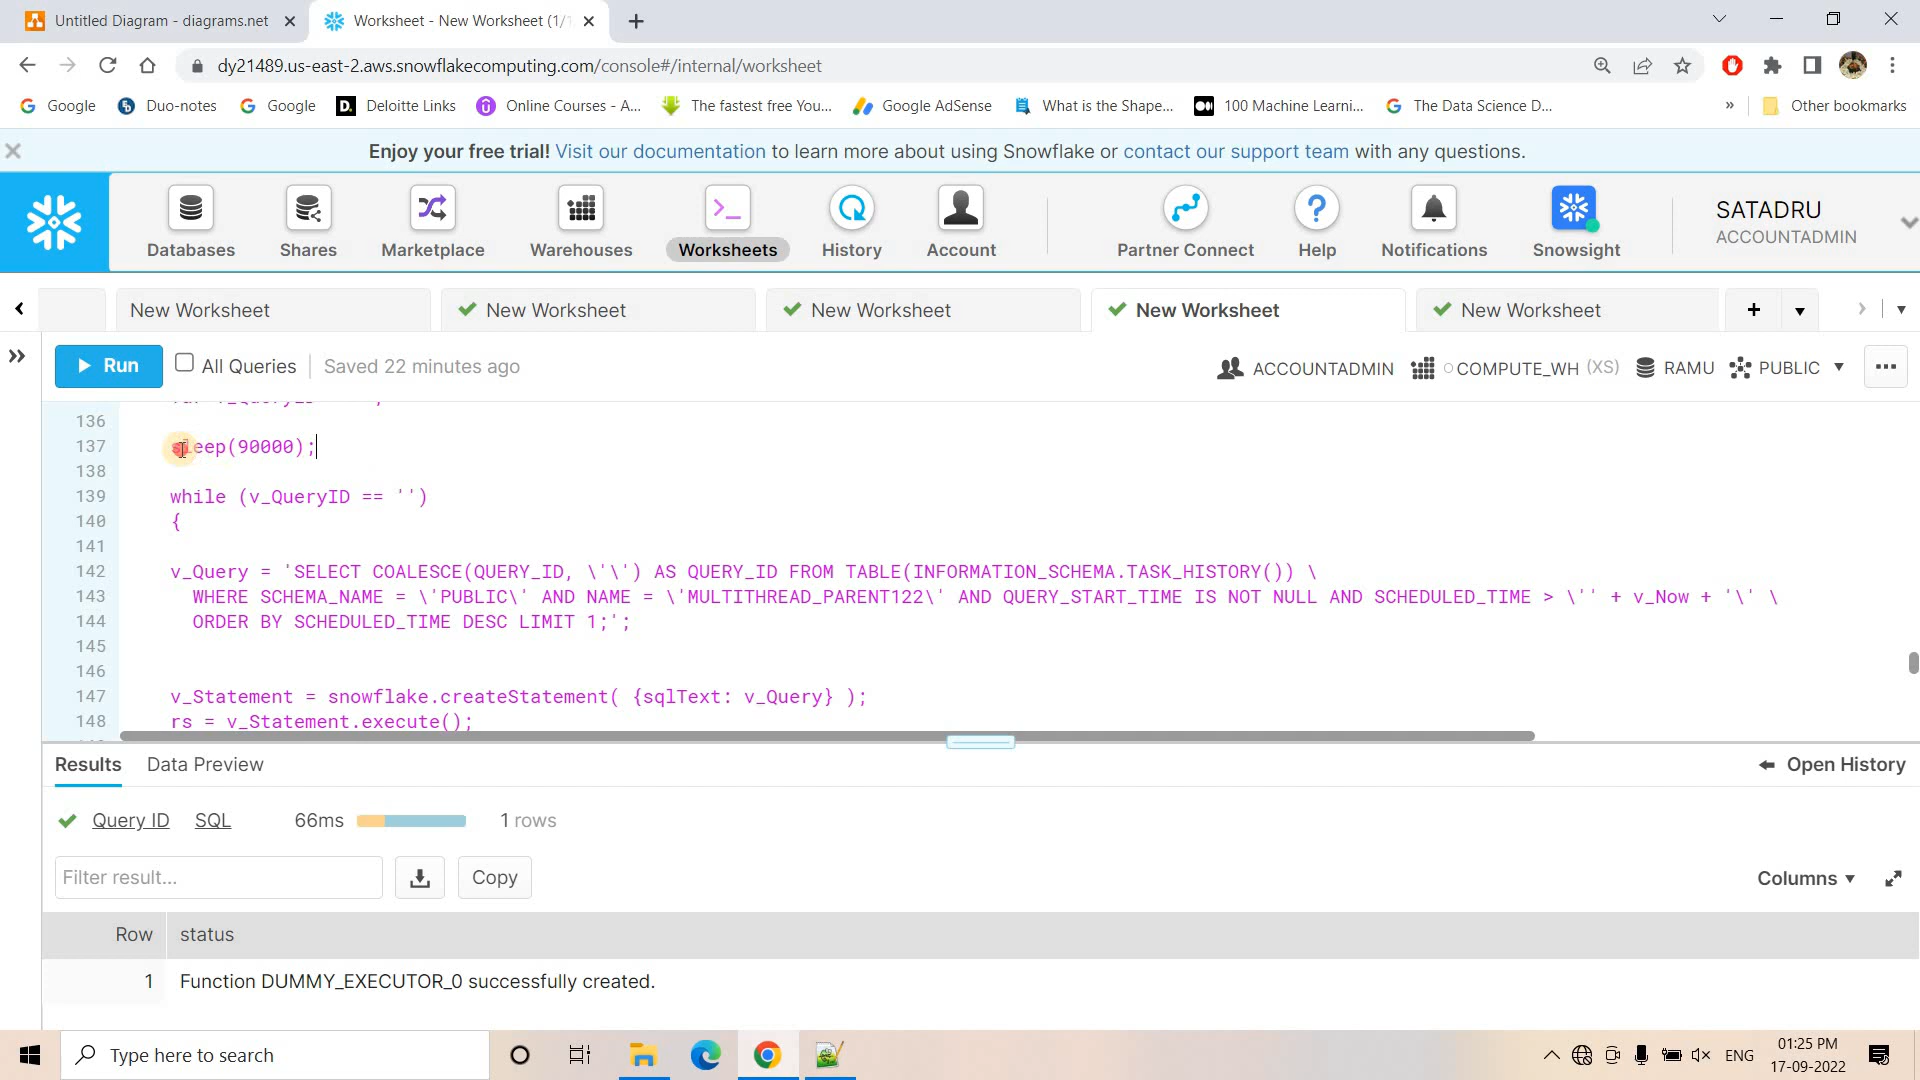 Untitled Diagram - diagrams.net
Worksheet - New Worksheet (1/1
dy21489.us-east-2.aws.snowflakecomputing.com/console#/internal/worksheet
Google
Duo-notes
Google
Deloitte Links
Online Courses - A...
The fastest free You...
Google AdSense
What is the Shape...
100 Machine Learni...
The Data Science D...
»
Other bookmarks
Enjoy your free trial! Visit our documentation to learn more about using Snowflake or contact our support team with any questions.
Databases
Shares
Marketplace
Warehouses
Worksheets
History
Account
Partner Connect
Help
Notifications
Snowsight
SATADRU
ACCOUNTADMIN
New Worksheet
New Worksheet
New Worksheet
New Worksheet
New Worksheet
Run
All Queries
Saved 22 minutes ago
ACCOUNTADMIN
COMPUTE_WH (XS)
RAMU
PUBLIC
136
137 sleep(90000);
138
139 while (v_QueryID == '')
140 {
141
142 v_Query = 'SELECT COALESCE(QUERY_ID, \'\') AS QUERY_ID FROM TABLE(INFORMATION_SCHEMA.TASK_HISTORY()) \
143 WHERE SCHEMA_NAME = \'PUBLIC\' AND NAME = \'MULTITHREAD_PARENT122\' AND QUERY_START_TIME IS NOT NULL AND SCHEDULED_TIME > \'' + v_Now + '\' \
144 ORDER BY SCHEDULED_TIME DESC LIMIT 1;';
145
146
147 v_Statement = snowflake.createStatement( {sqlText: v_Query} );
148 rs = v_Statement.execute();
Results
Data Preview
Open History
Query ID
SQL
66ms
1 rows
Filter result...
Copy
Columns
Row
status
1
Function DUMMY_EXECUTOR_0 successfully created.
Type here to search
ENG
01:25 PM
17-09-2022